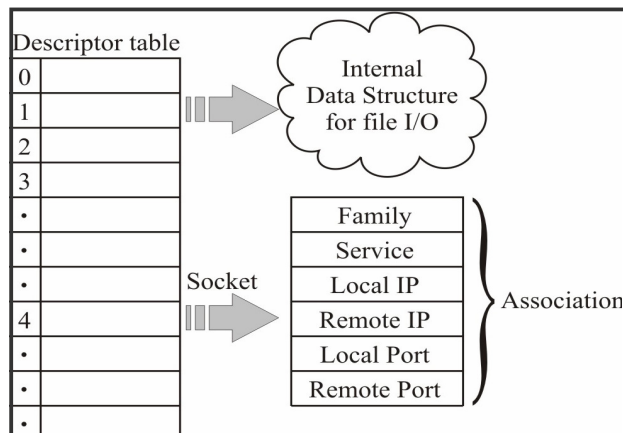 Descriptor table
0
1
2
3
•
•
•
4
•
•
•
Internal
Data Structure
for file I/O
Socket
Family
Service
Local IP
Remote IP
Local Port
Remote Port
Association